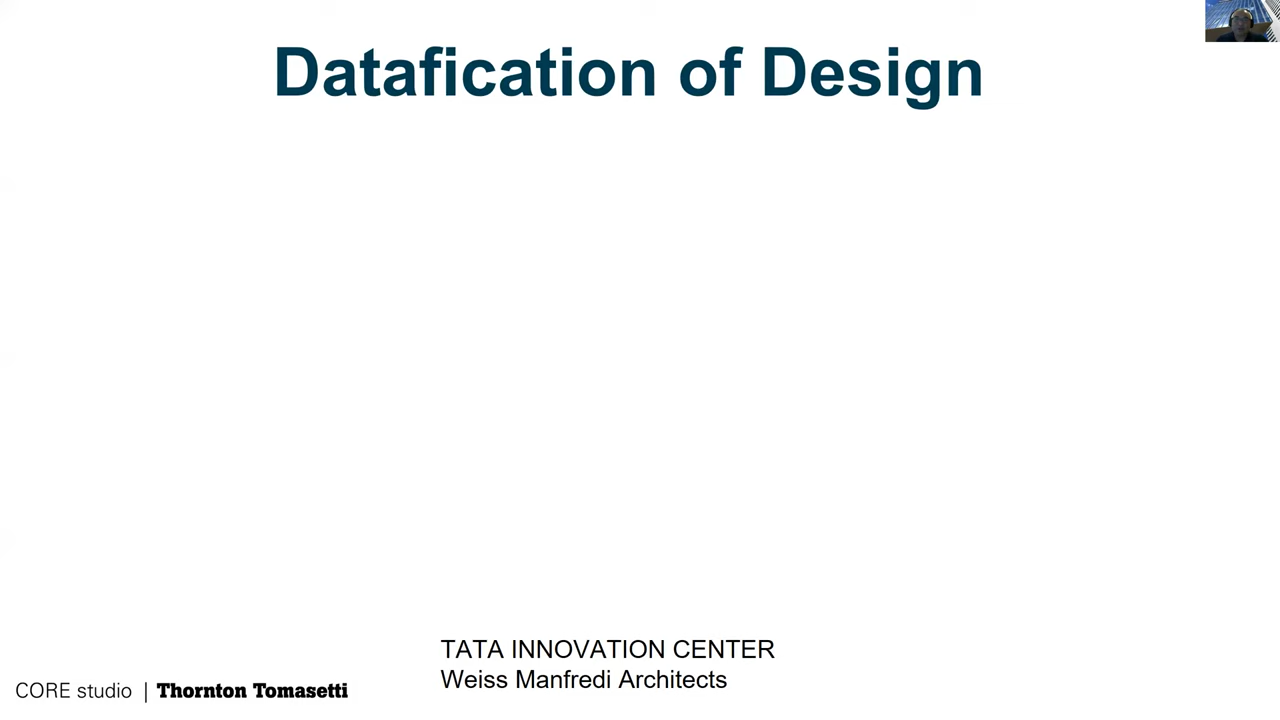 Datafication of Design
TATA INNOVATION CENTER
Weiss Manfredi Architects
CORE studio | Thornton Tomasetti